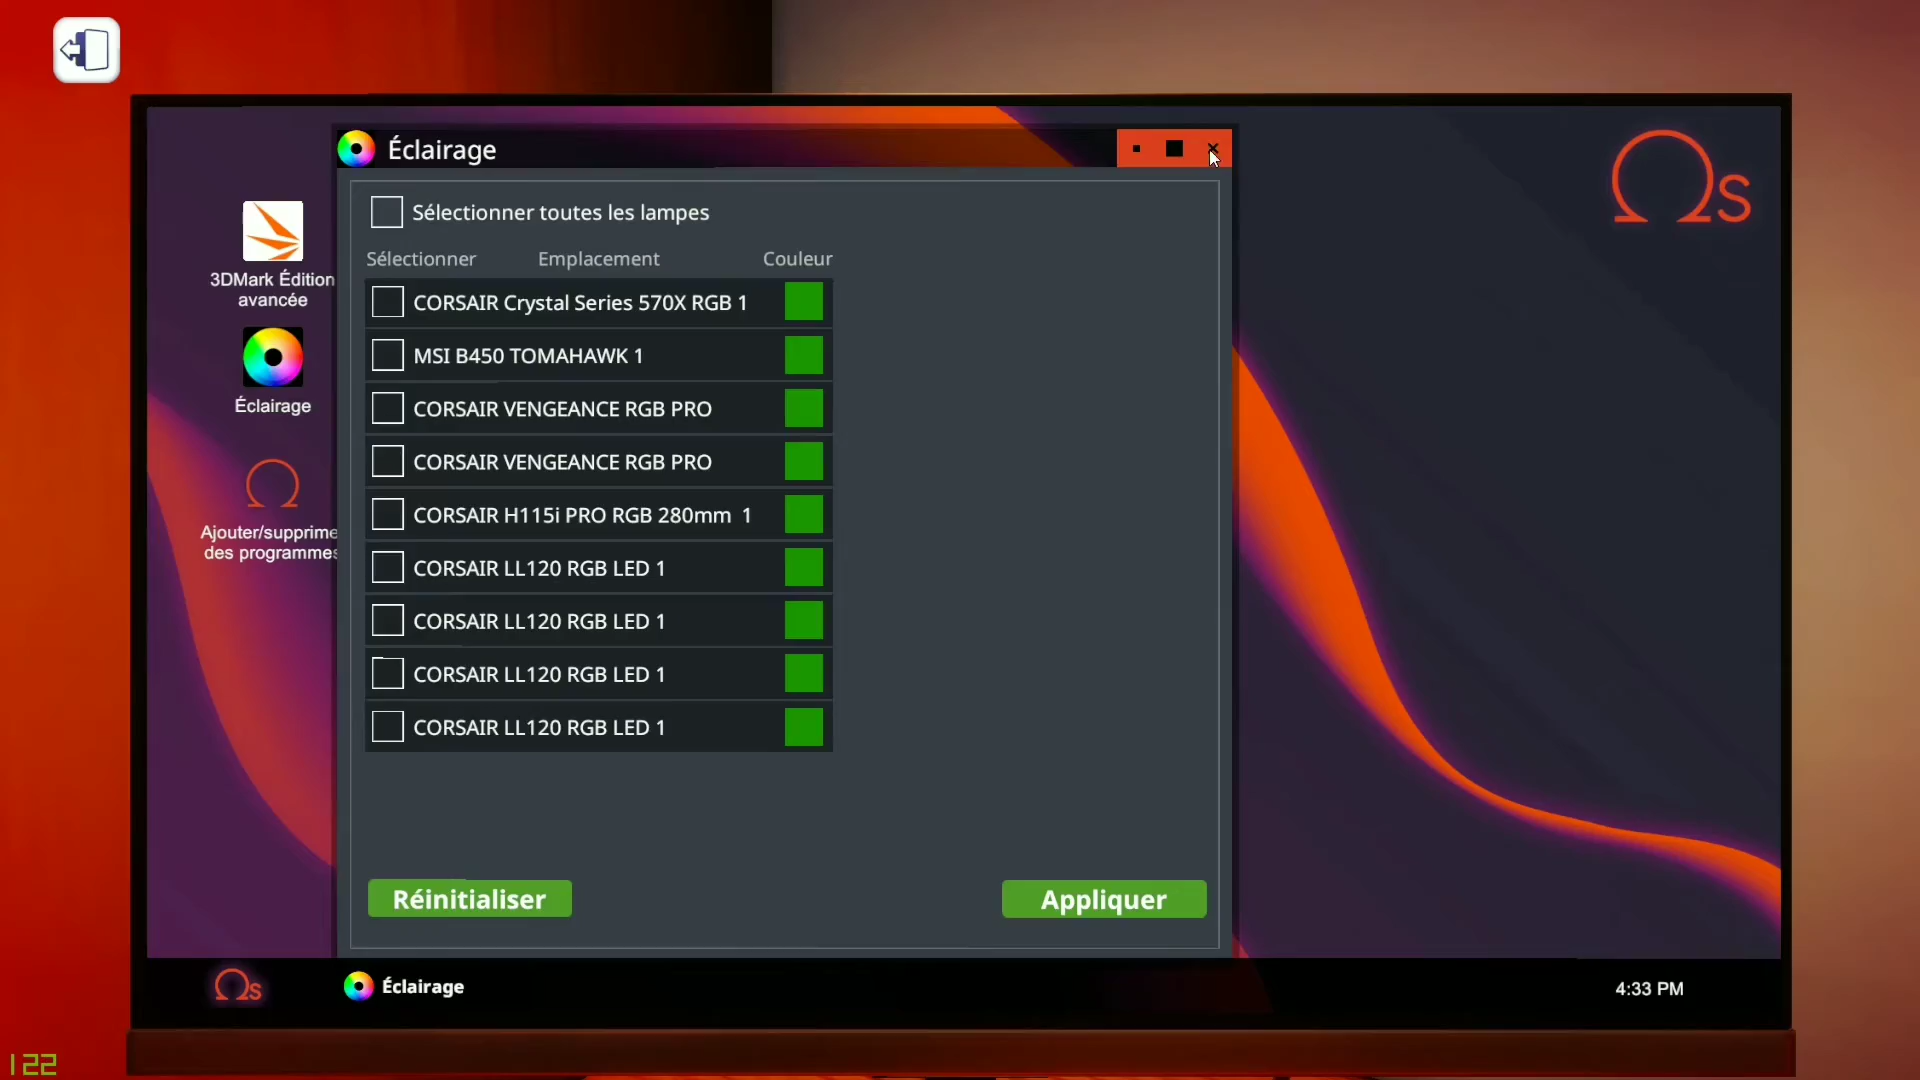 Éclairage
Sélectionner toutes les lampes
Sélectionner Emplacement Couleur
CORSAIR Crystal Series 570X RGB 1
MSI B450 TOMAHAWK 1
CORSAIR VENGEANCE RGB PRO
CORSAIR VENGEANCE RGB PRO
CORSAIR H115i PRO RGB 280mm 1
CORSAIR LL120 RGB LED 1
CORSAIR LL120 RGB LED 1
CORSAIR LL120 RGB LED 1
CORSAIR LL120 RGB LED 1
Réinitialiser
Appliquer
3DMark Édition
avancée
Éclairage
Ajouter/supprime
des programmes
Ωs
Ωs
Éclairage
4:33 PM
122